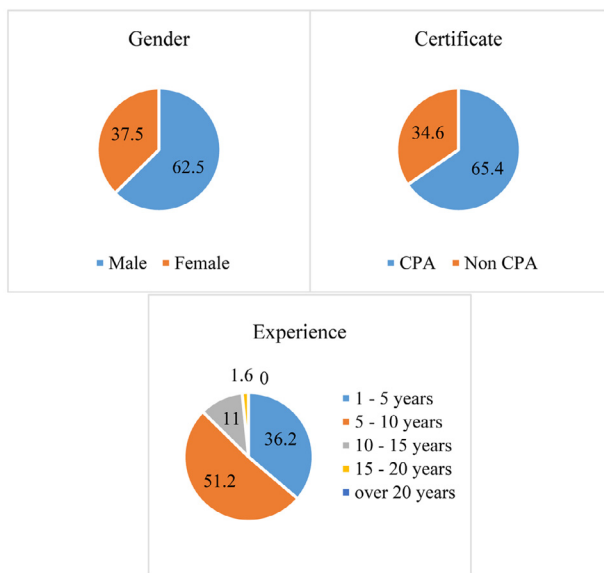 Gender
37.5
62.5
Male Female
Certificate
34.6
65.4
CPA Non CPA
Experience
1.6 0
11
36.2
51.2
1 - 5 years
5 - 10 years
10 - 15 years
15 - 20 years
over 20 years